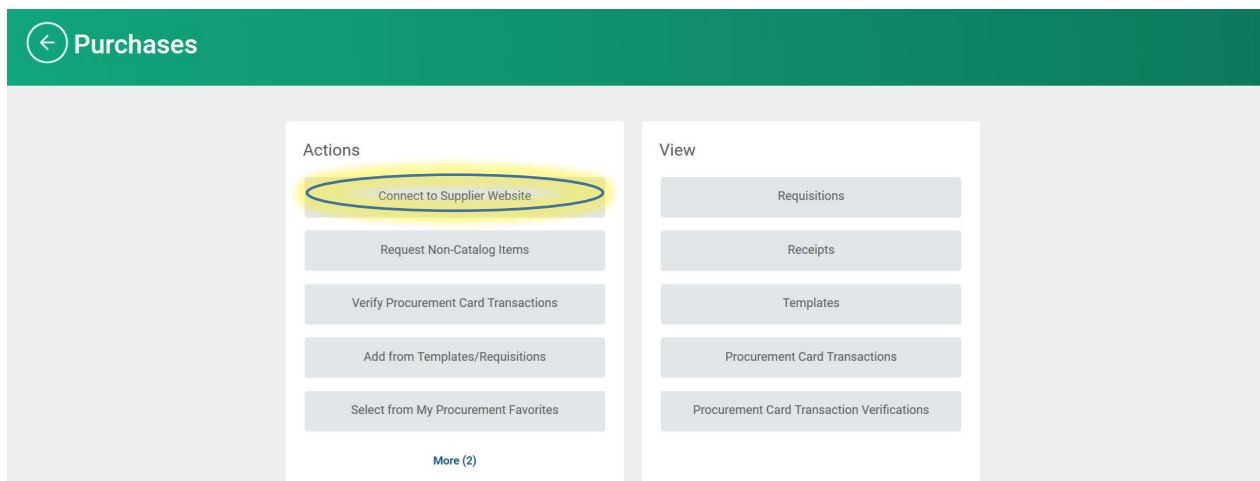 Purchases
Actions
Connect to Supplier Website
Request Non-Catalog Items
Verify Procurement Card Transactions
Add from Templates/Requisitions
Select from My Procurement Favorites
More (2)
View
Requisitions
Receipts
Templates
Procurement Card Transactions
Procurement Card Transaction Verifications